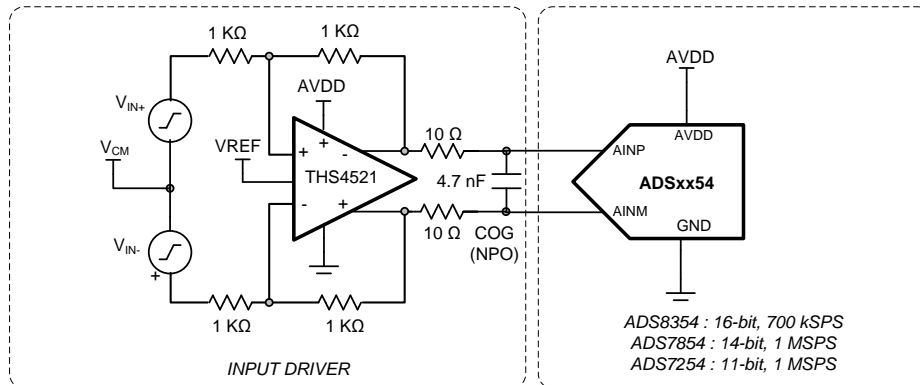 1 KΩ
1 KΩ
AVDD
AVDD
V_IN+
10 Ω
AVDD
V_CM
VREF
+
+
-
AINP
THS4521
4.7 nF
ADSxx54
-
+
AINM
10 Ω
COG
(NPO)
GND
V_IN-
+
1 KΩ
1 KΩ
ADS8354 : 16-bit, 700 kSPS
ADS7854 : 14-bit, 1 MSPS
ADS7254 : 11-bit, 1 MSPS
INPUT DRIVER